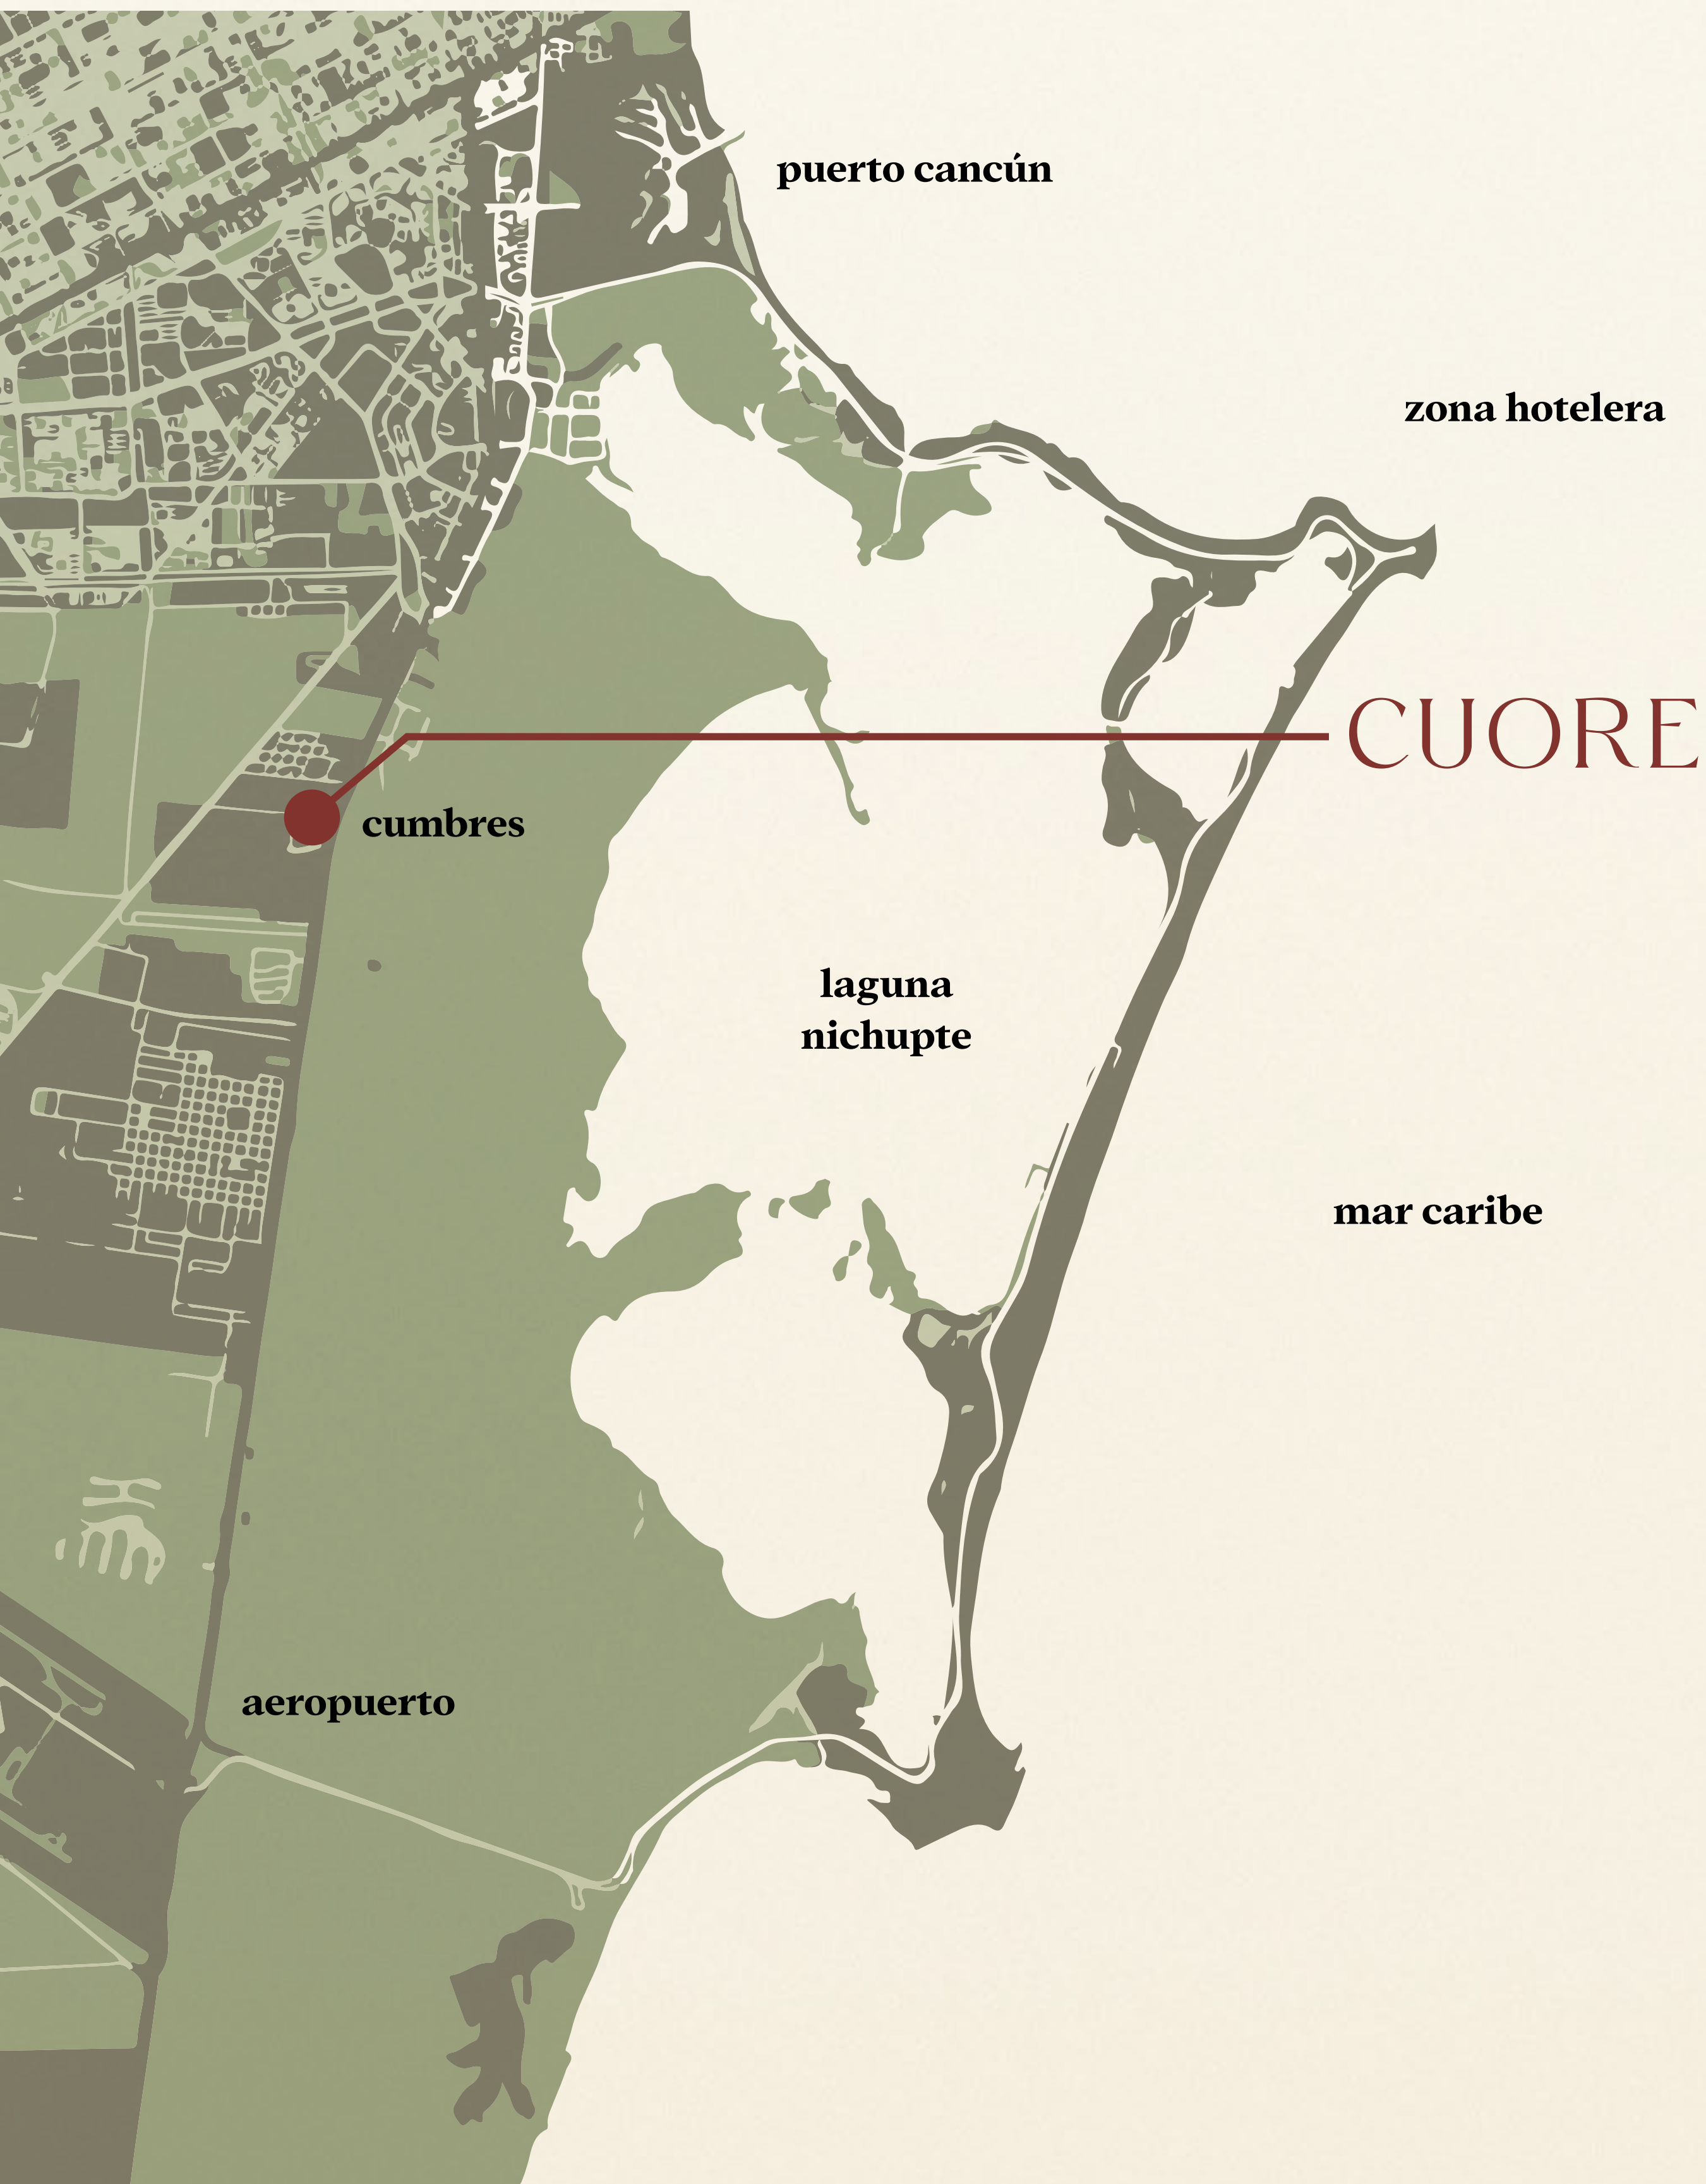 puerto cancún
zona hotelera
CUORE
cumbres
laguna
nichupte
mar caribe
aeropuerto